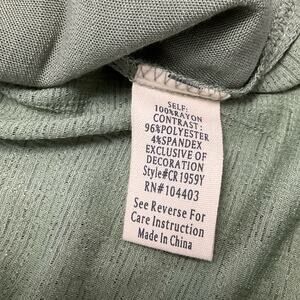 SELF:
100%RAYON
CONTRAST:
96%POLYESTER
4%SPANDEX
EXCLUSIVE OF
DECORATION
Style#CR1959Y
RN#104403
See Reverse For
Care Instruction
Made In China